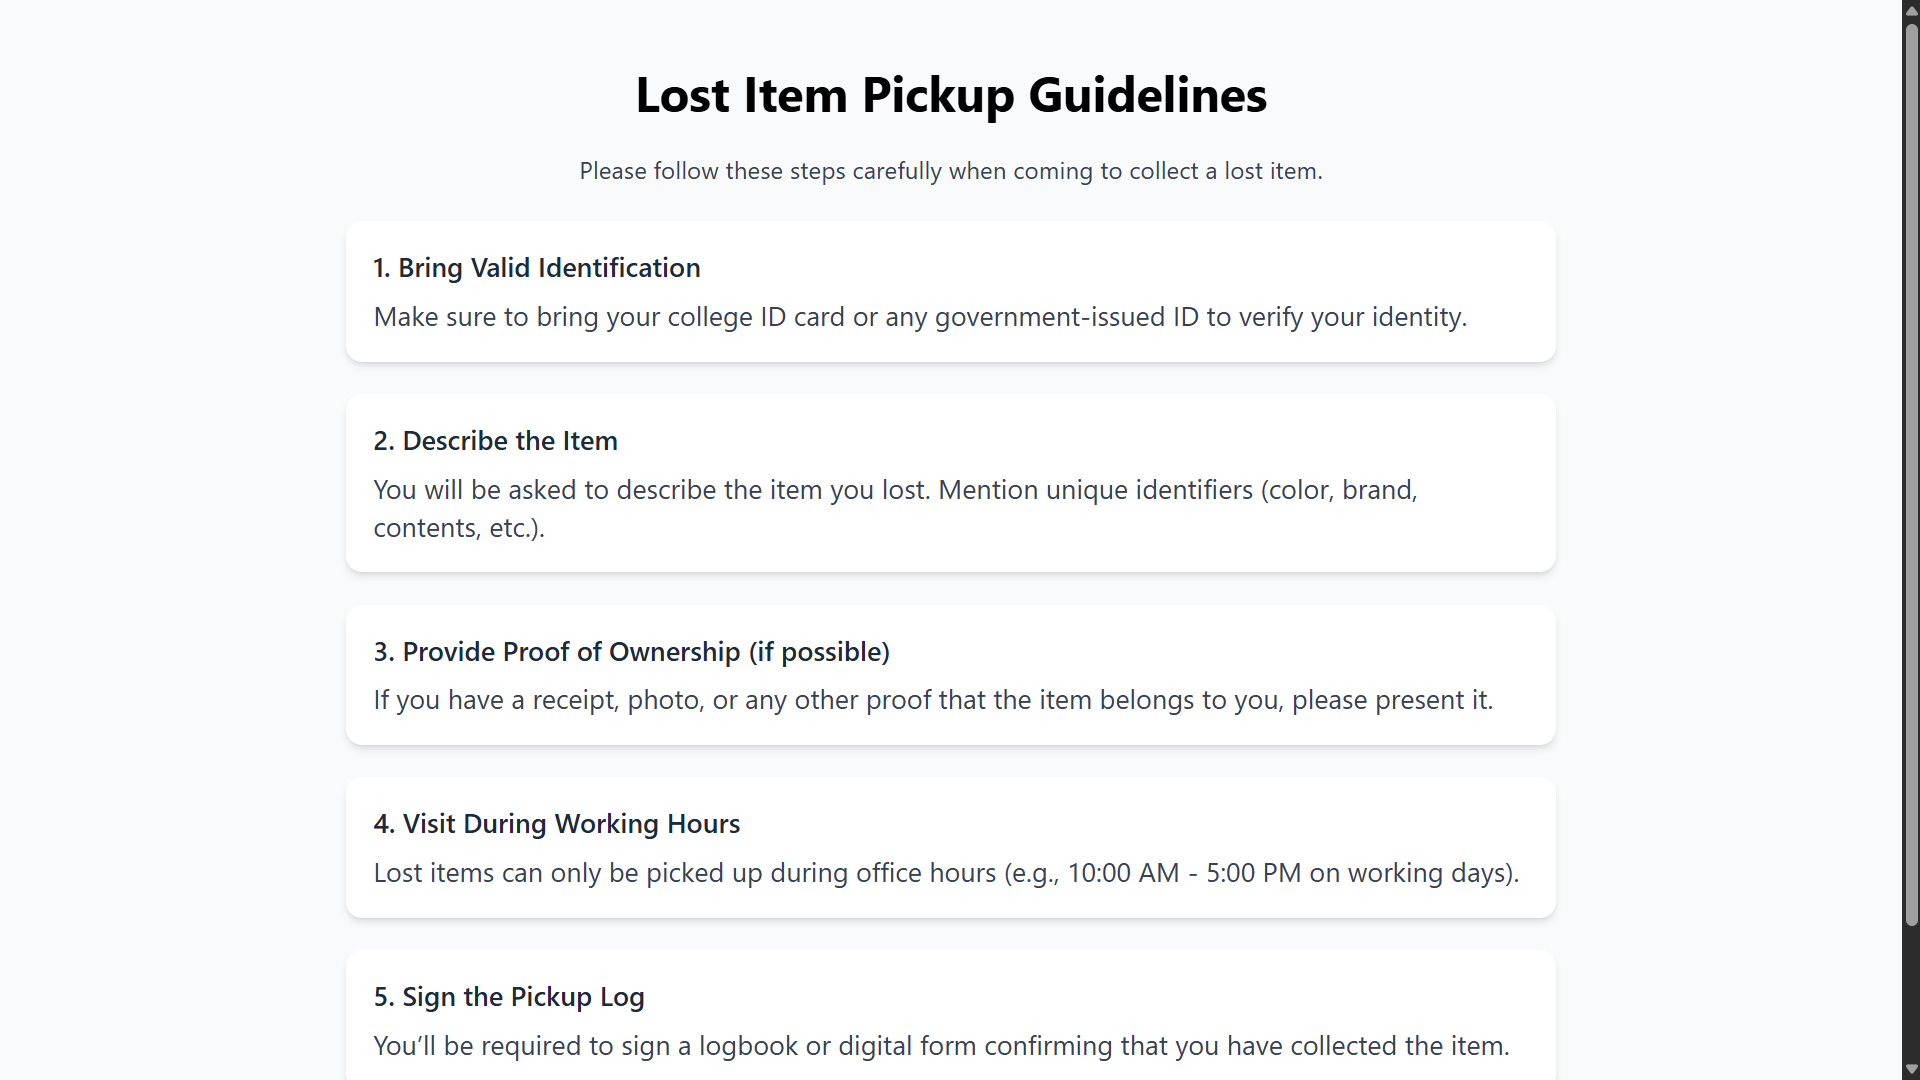 Lost Item Pickup Guidelines
Please follow these steps carefully when coming to collect a lost item.
1. Bring Valid Identification
Make sure to bring your college ID card or any government-issued ID to verify your identity.
2. Describe the Item
You will be asked to describe the item you lost. Mention unique identifiers (color, brand,
contents, etc.).
3. Provide Proof of Ownership (if possible)
If you have a receipt, photo, or any other proof that the item belongs to you, please present it.
4. Visit During Working Hours
Lost items can only be picked up during office hours (e.g., 10:00 AM - 5:00 PM on working days).
5. Sign the Pickup Log
You’ll be required to sign a logbook or digital form confirming that you have collected the item.